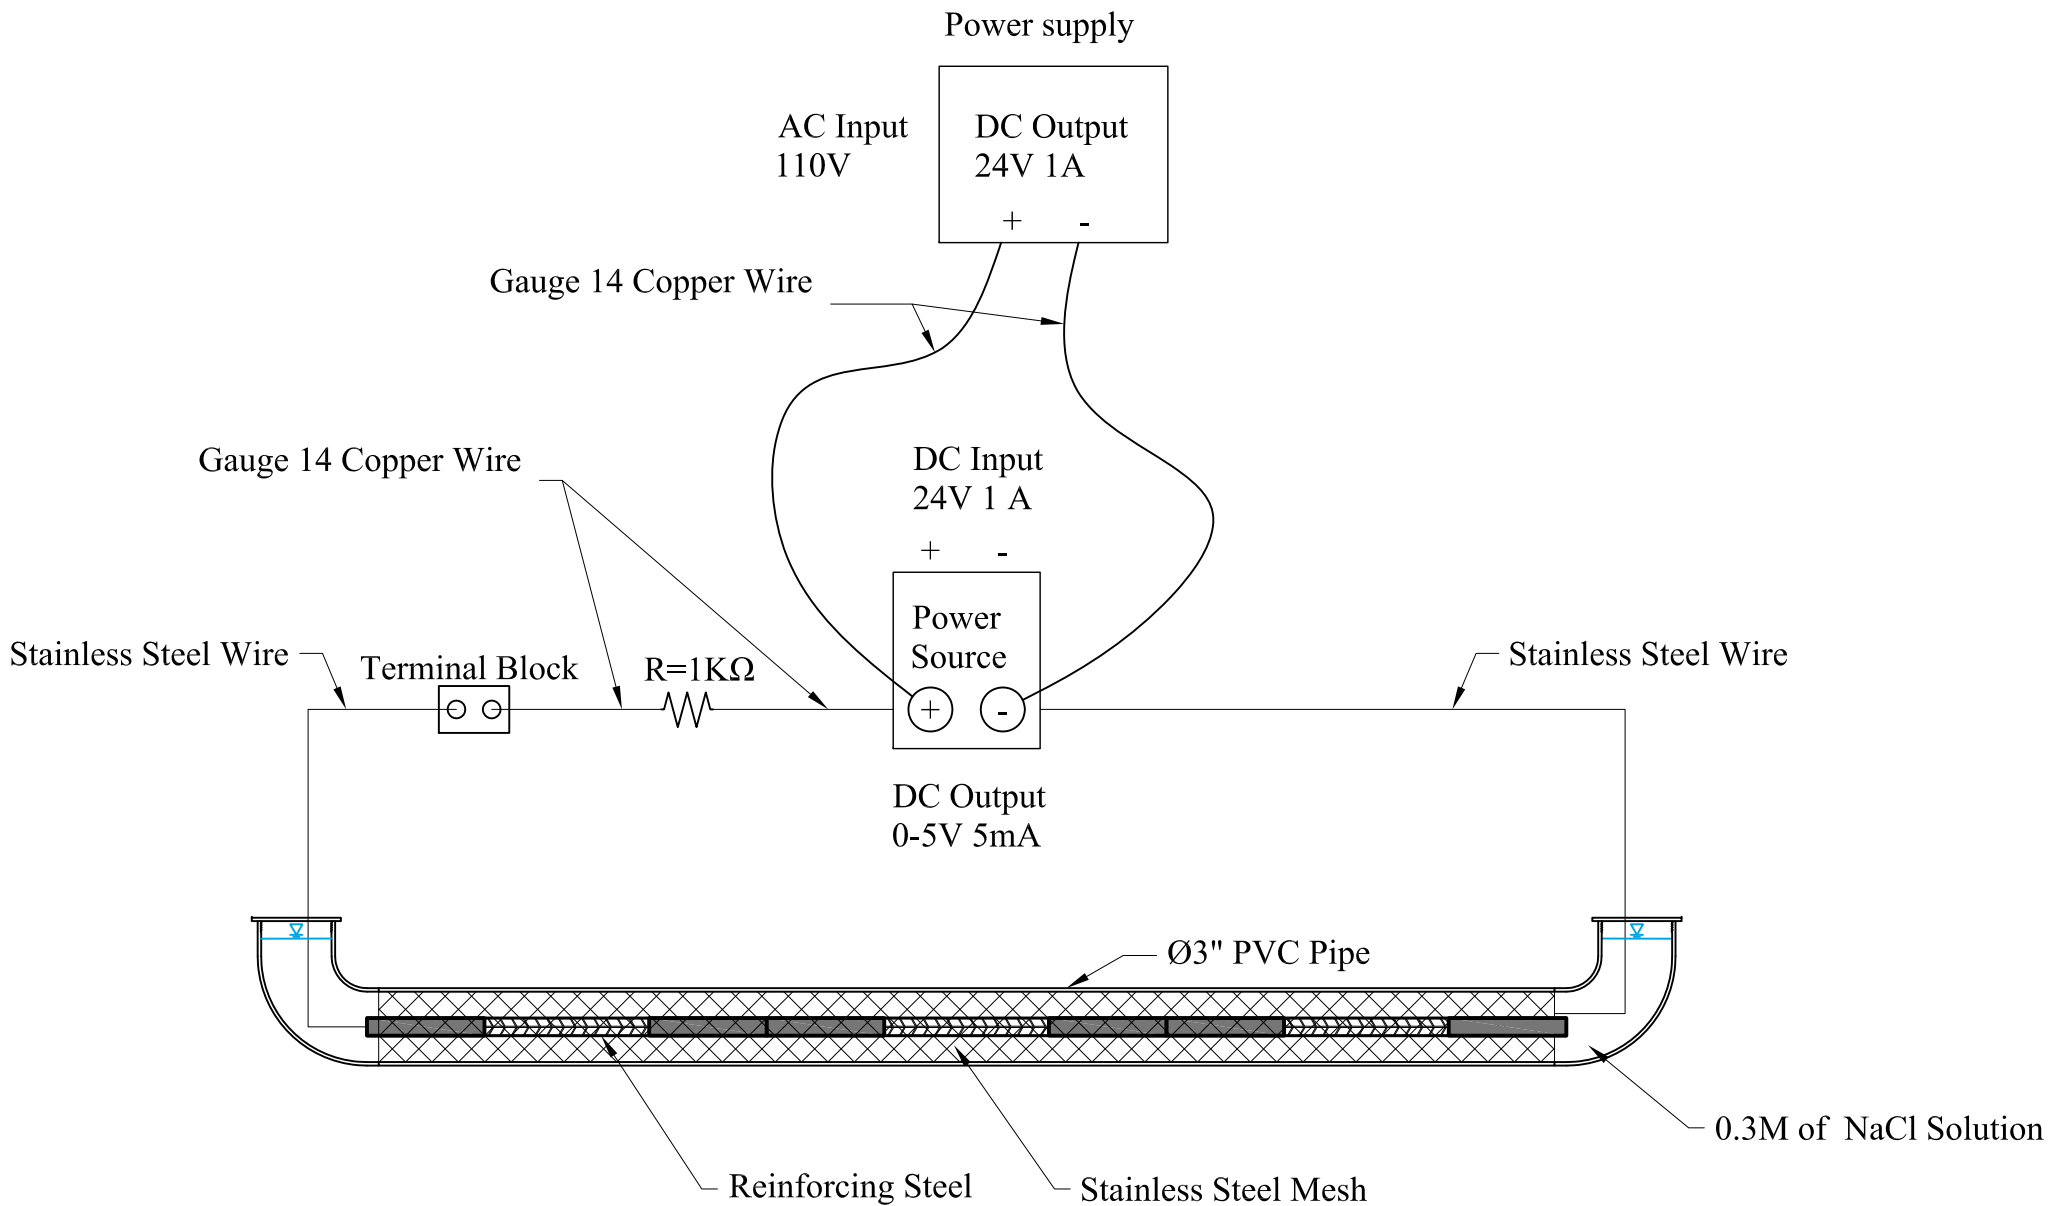 Power supply
AC Input
110V
DC Output
24V 1A
+ -
Gauge 14 Copper Wire
Gauge 14 Copper Wire
DC Input
24V 1 A
+ -
Power
Source
+ -
Stainless Steel Wire
Terminal Block
R=1KΩ
Stainless Steel Wire
DC Output
0-5V 5mA
Ø3" PVC Pipe
0.3M of NaCl Solution
Reinforcing Steel
Stainless Steel Mesh